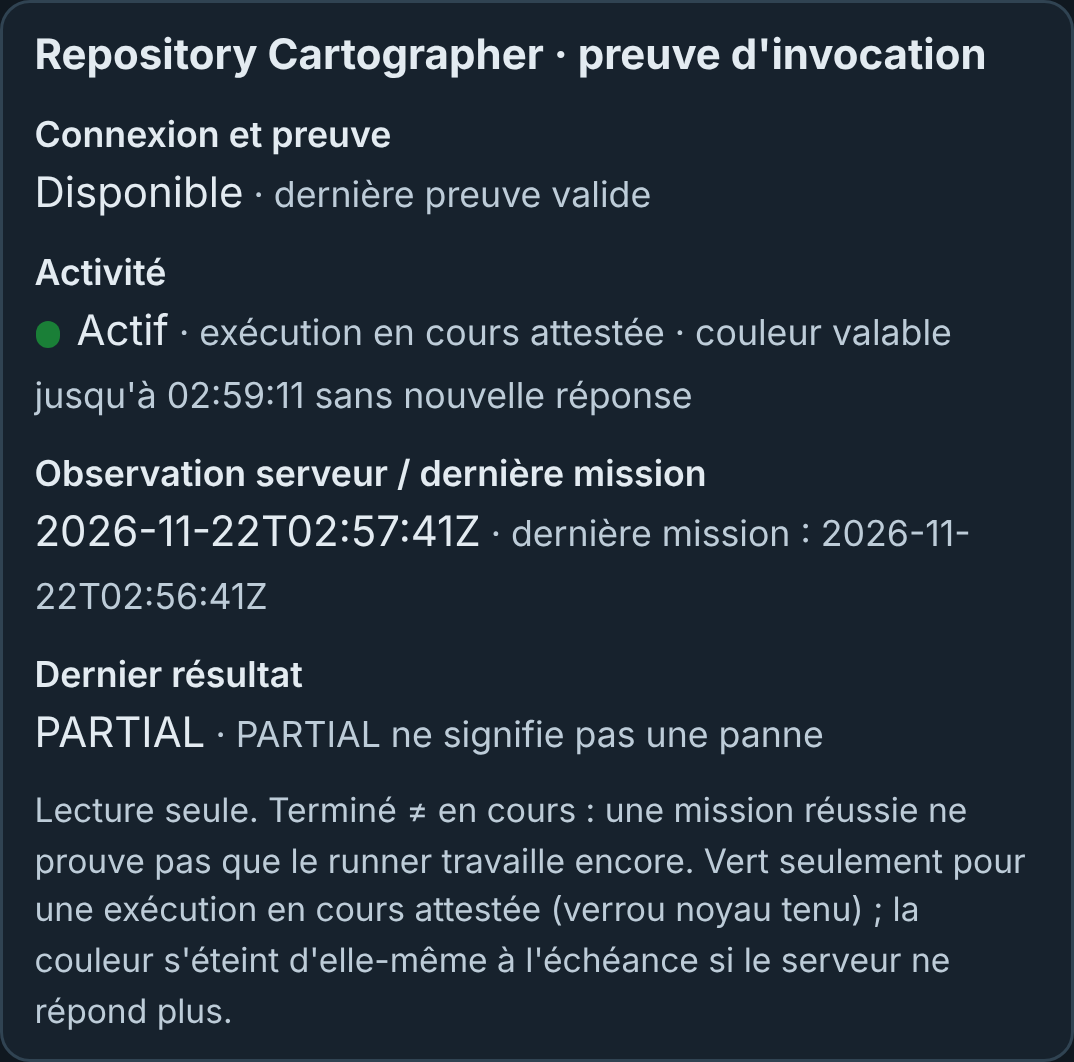 Repository Cartographer · preuve d'invocation
Connexion et preuve
Disponible · dernière preuve valide
Activité
Actif · exécution en cours attestée · couleur valable
jusqu'à 02:59:11 sans nouvelle réponse
Observation serveur / dernière mission
2026-11-22T02:57:41Z · dernière mission : 2026-11-
22T02:56:41Z
Dernier résultat
PARTIAL · PARTIAL ne signifie pas une panne
Lecture seule. Terminé ≠ en cours : une mission réussie ne
prouve pas que le runner travaille encore. Vert seulement pour
une exécution en cours attestée (verrou noyau tenu) ; la
couleur s'éteint d'elle-même à l'échéance si le serveur ne
répond plus.